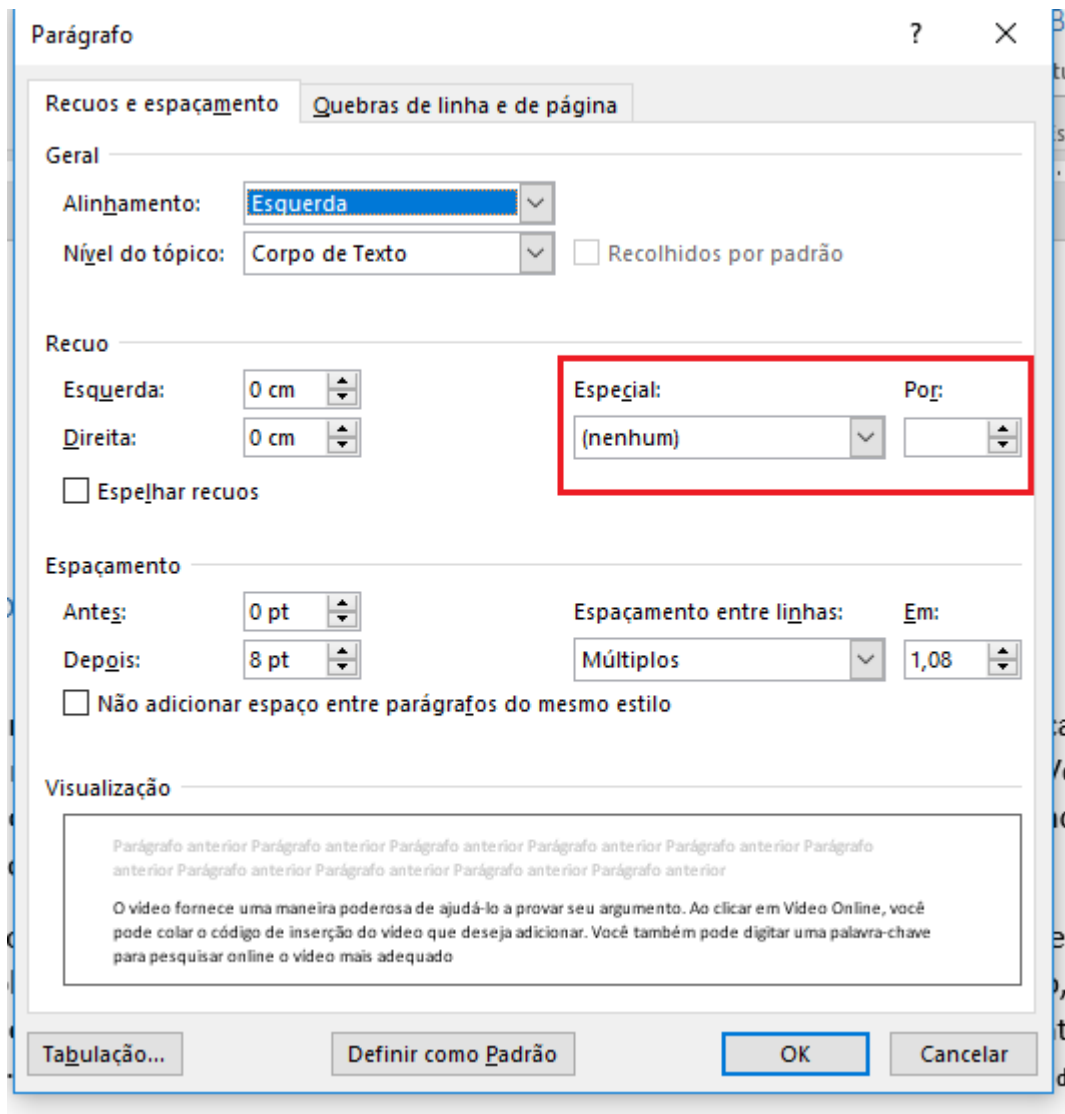 Parágrafo ?
Recuos e espaçamento Quebras de linha e de página
Geral
Alinhamento: Esquerda
Nível do tópico: Corpo de Texto Recolhidos por padrão
Recuo
Esquerda: 0 cm Especial: Por:
Direita: 0 cm (nenhum)
Espelhar recuos
Espaçamento
Antes: 0 pt Espaçamento entre linhas: Em:
Depois: 8 pt Múltiplos 1,08
Não adicionar espaço entre parágrafos do mesmo estilo
Visualização
Parágrafo anterior Parágrafo anterior Parágrafo anterior Parágrafo anterior Parágrafo anterior Parágrafo
anterior Parágrafo anterior Parágrafo anterior Parágrafo anterior Parágrafo anterior
O vídeo fornece uma maneira poderosa de ajudá-lo a provar seu argumento. Ao clicar em Vídeo Online, você
pode colar o código de inserção do vídeo que deseja adicionar. Você também pode digitar uma palavra-chave
para pesquisar online o vídeo mais adequado
Tabulação... Definir como Padrão OK Cancelar